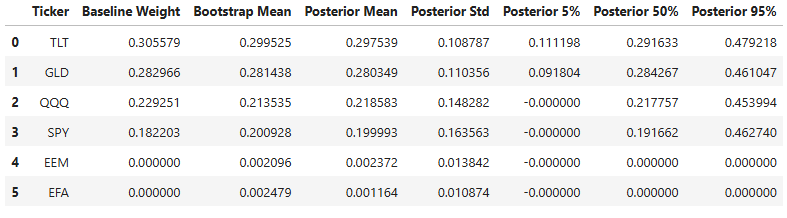 Ticker Baseline Weight Bootstrap Mean Posterior Mean Posterior Std Posterior 5% Posterior 50% Posterior 95%
0 TLT 0.305579 0.299525 0.297539 0.108787 0.111198 0.291633 0.479218
1 GLD 0.282966 0.281438 0.280349 0.110356 0.091804 0.284267 0.461047
2 QQQ 0.229251 0.213535 0.218583 0.148282 -0.000000 0.217757 0.453994
3 SPY 0.182203 0.200928 0.199993 0.163563 -0.000000 0.191662 0.462740
4 EEM 0.000000 0.002096 0.002372 0.013842 -0.000000 0.000000 0.000000
5 EFA 0.000000 0.002479 0.001164 0.010874 -0.000000 0.000000 0.000000